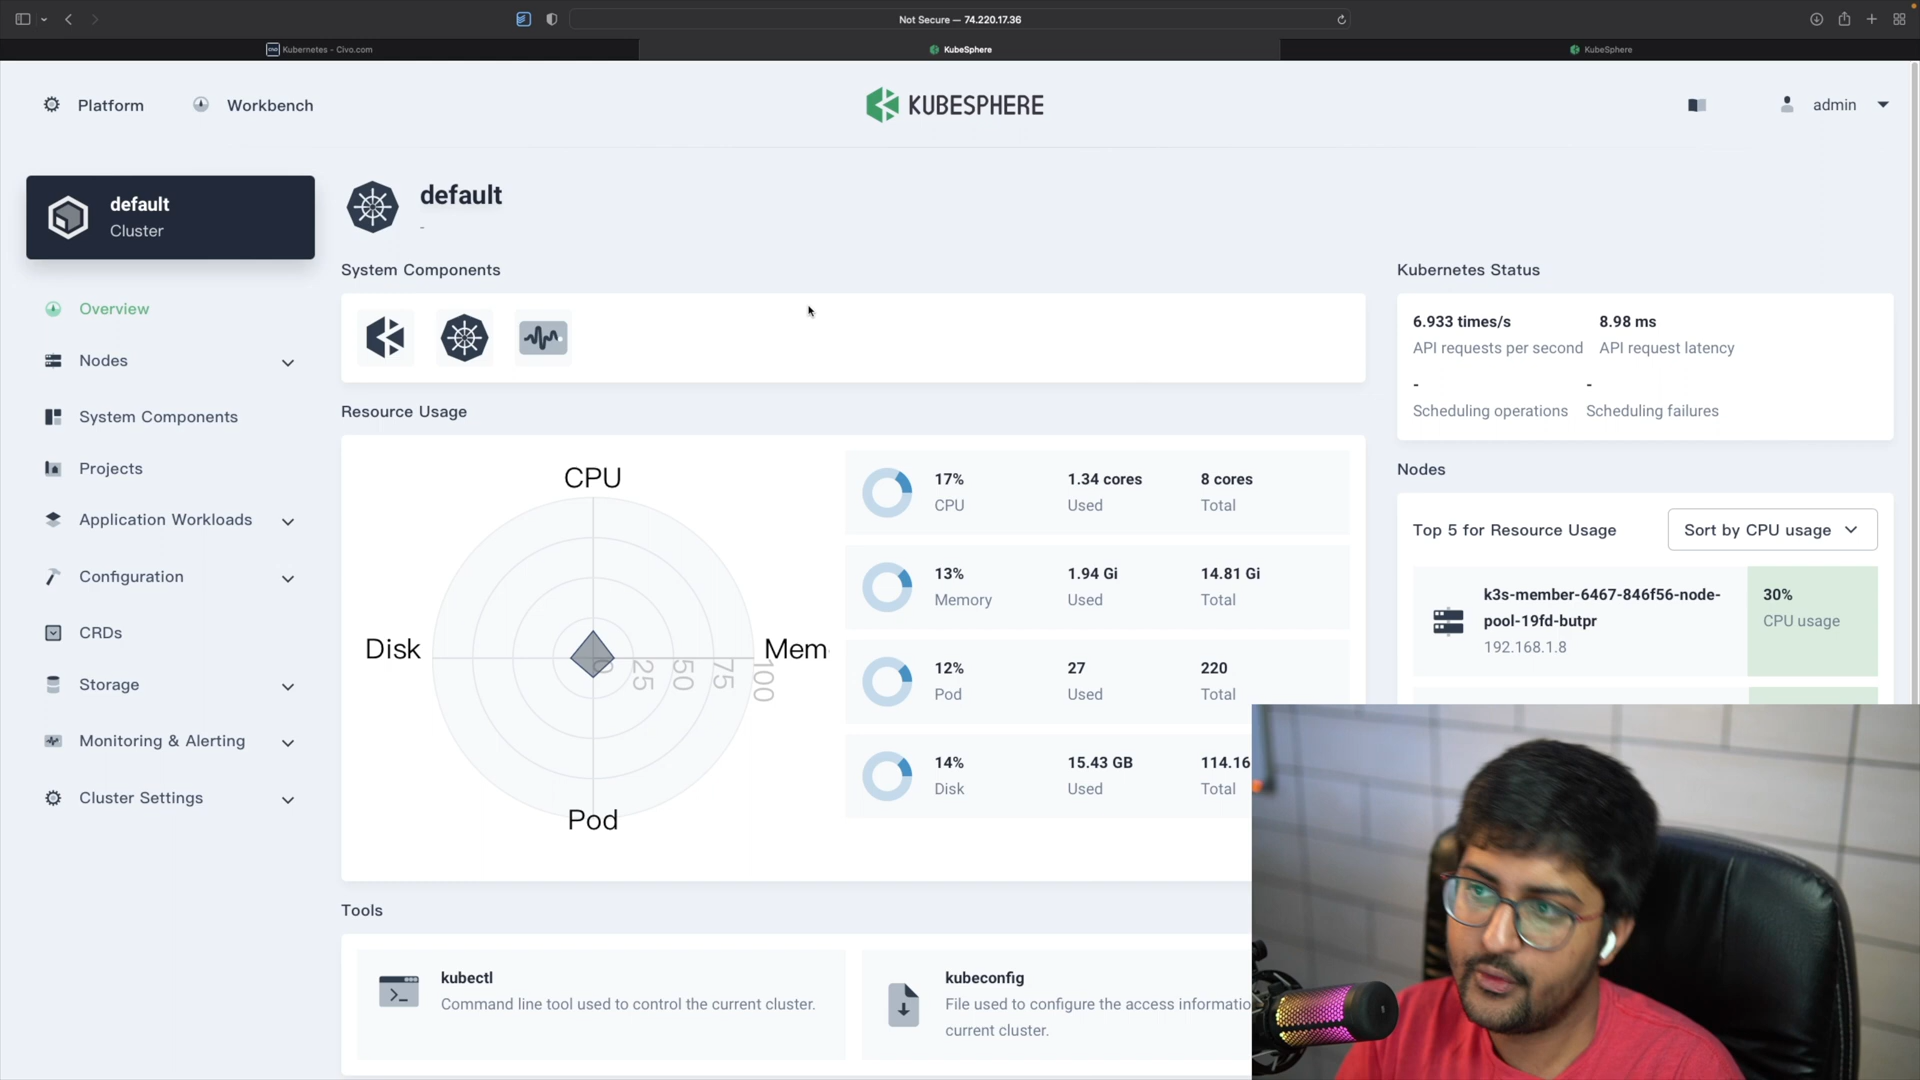 Not Secure — 74.220.17.36
Kubernetes - Civo.com
KubeSphere
KubeSphere
Platform
Workbench
KUBESPHERE
admin
default
Cluster
Overview
Nodes
System Components
Projects
Application Workloads
Configuration
CRDs
Storage
Monitoring & Alerting
Cluster Settings
default
-
System Components
Resource Usage
CPU
Disk
Mem
Pod
0
25
50
75
100
17%
CPU
1.34 cores
Used
8 cores
Total
13%
Memory
1.94 Gi
Used
14.81 Gi
Total
12%
Pod
27
Used
220
Total
14%
Disk
15.43 GB
Used
114.16
Total
Tools
kubectl
Command line tool used to control the current cluster.
kubeconfig
File used to configure the access informatio
current cluster.
Kubernetes Status
6.933 times/s
API requests per second
8.98 ms
API request latency
-
Scheduling operations
-
Scheduling failures
Nodes
Top 5 for Resource Usage
Sort by CPU usage
k3s-member-6467-846f56-node-
pool-19fd-butpr
192.168.1.8
30%
CPU usage